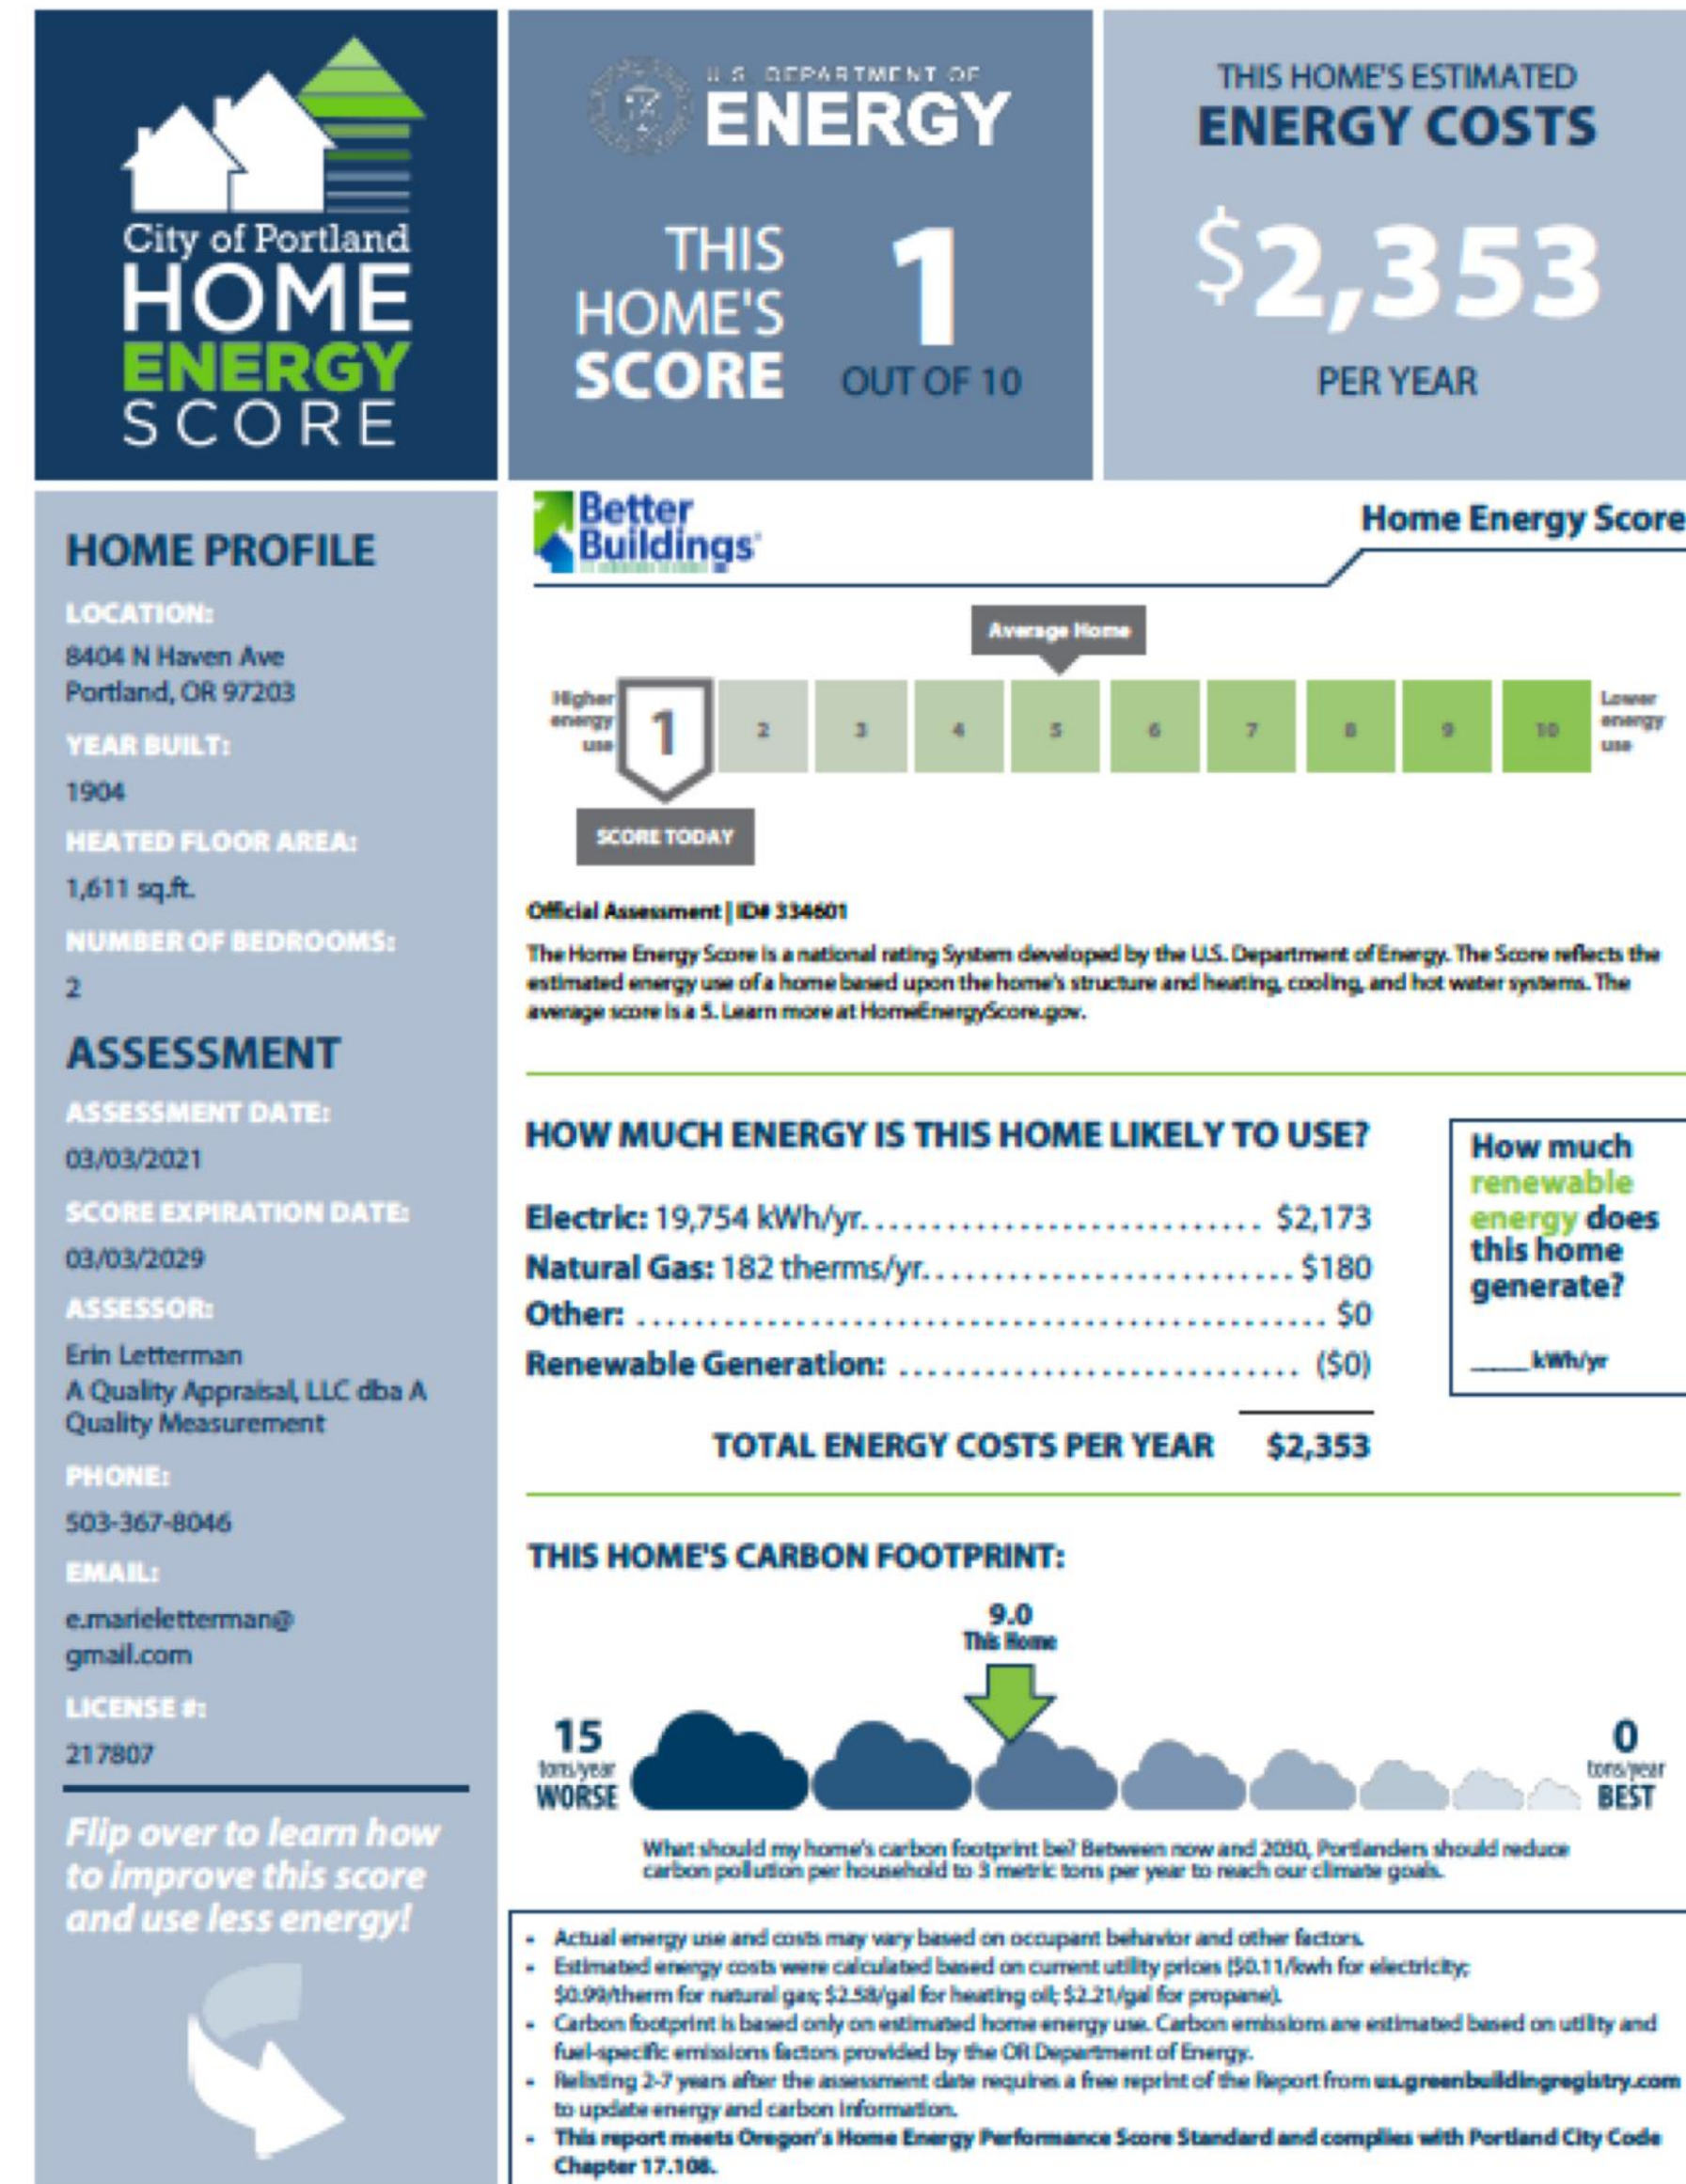 City of Portland
HOME
ENERGY
SCORE
U.S. DEPARTMENT OF
ENERGY
THIS
HOME'S
SCORE
1
OUT OF 10
THIS HOME'S ESTIMATED
ENERGY COSTS
$2,353
PER YEAR
HOME PROFILE
LOCATION:
8404 N Haven Ave
Portland, OR 97203
YEAR BUILT:
1904
HEATED FLOOR AREA:
1,611 sq.ft.
NUMBER OF BEDROOMS:
2
ASSESSMENT
ASSESSMENT DATE:
03/03/2021
SCORE EXPIRATION DATE:
03/03/2029
ASSESSOR:
Erin Letterman
A Quality Appraisal, LLC dba A
Quality Measurement
PHONE:
503-367-8046
EMAIL:
e.marieletterman@
gmail.com
LICENSE #:
217807
Flip over to learn how
to improve this score
and use less energy!
Better
Buildings
Home Energy Score
Average Home
Higher
energy
use
1 2 3 4 5 6 7 8 9 10
Lower
energy
use
SCORE TODAY
Official Assessment | ID# 334601
The Home Energy Score is a national rating System developed by the U.S. Department of Energy. The Score reflects the
estimated energy use of a home based upon the home's structure and heating, cooling, and hot water systems. The
average score is a 5. Learn more at HomeEnergyScore.gov.
HOW MUCH ENERGY IS THIS HOME LIKELY TO USE?
Electric: 19,754 kWh/yr. . . . . . . . . . . . . . . . . . . . . . . . . . . . . $2,173
Natural Gas: 182 therms/yr. . . . . . . . . . . . . . . . . . . . . . . . . . $180
Other: . . . . . . . . . . . . . . . . . . . . . . . . . . . . . . . . . . . . . . . . . . . . . . . . $0
Renewable Generation: . . . . . . . . . . . . . . . . . . . . . . . . . . . . ($0)
TOTAL ENERGY COSTS PER YEAR $2,353
How much
renewable
energy does
this home
generate?
_____ kWh/yr
THIS HOME'S CARBON FOOTPRINT:
9.0
This Home
15
tons/year
WORSE
0
tons/year
BEST
What should my home's carbon footprint be? Between now and 2030, Portlanders should reduce
carbon pollution per household to 3 metric tons per year to reach our climate goals.
- Actual energy use and costs may vary based on occupant behavior and other factors.
- Estimated energy costs were calculated based on current utility prices ($0.11/kwh for electricity;
$0.99/therm for natural gas; $2.58/gal for heating oil; $2.21/gal for propane).
- Carbon footprint is based only on estimated home energy use. Carbon emissions are estimated based on utility and
fuel-specific emissions factors provided by the OR Department of Energy.
- Relisting 2-7 years after the assessment date requires a free reprint of the Report from us.greenbuildingregistry.com
to update energy and carbon information.
- This report meets Oregon's Home Energy Performance Score Standard and complies with Portland City Code
Chapter 17.108.